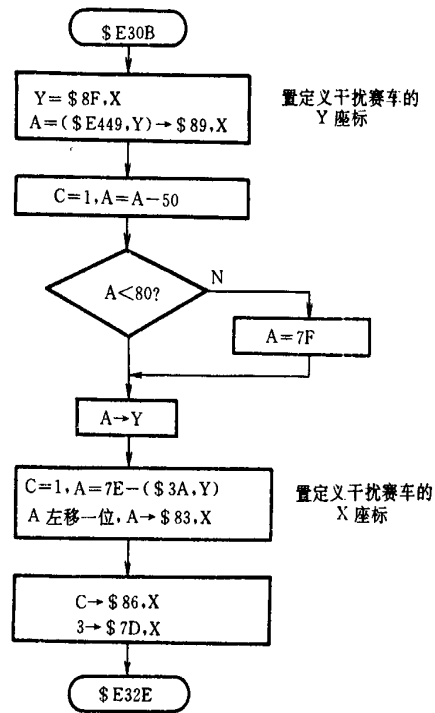 $E30B
Y=$8F,X
A=($E449,Y)→$89,X
置定义干扰赛车的
Y座标
C=1,A=A−50
A<80?
N
A=7F
A→Y
C=1,A=7E−($3A,Y)
A左移一位,A→$83,X
置定义干扰赛车的
X座标
C→$86,X
3→$7D,X
$E32E